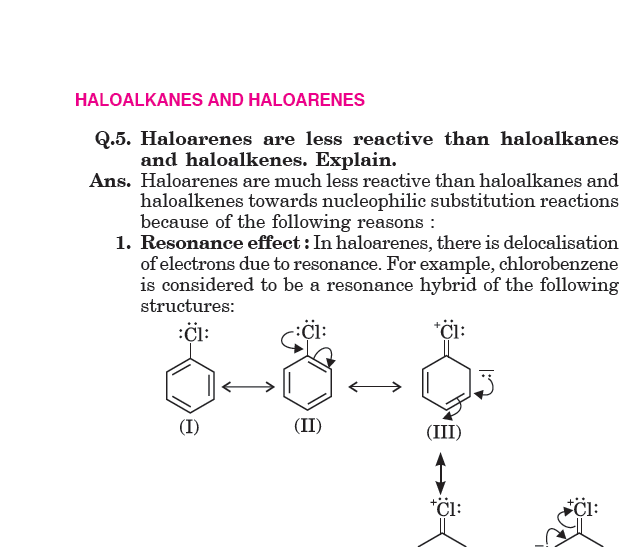 HALOALKANES AND HALOARENES
Q.5. Haloarenes are less reactive than haloalkanes
and haloalkenes. Explain.
Ans. Haloarenes are much less reactive than haloalkanes and
haloalkenes towards nucleophilic substitution reactions
because of the following reasons :
1. Resonance effect : In haloarenes, there is delocalisation
of electrons due to resonance. For example, chlorobenzene
is considered to be a resonance hybrid of the following
structures:
:C̈l: :C̈l: +C̈l:
(I) (II) (III)
+C̈l: +C̈l: